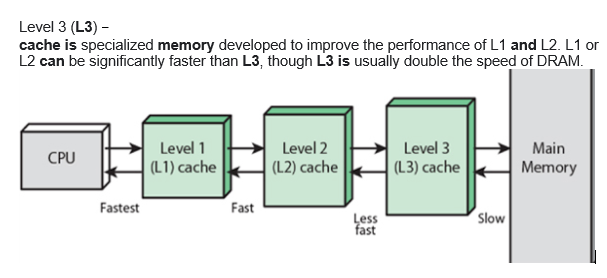 Level 3 (L3) –
cache is specialized memory developed to improve the performance of L1 and L2. L1 or
L2 can be significantly faster than L3, though L3 is usually double the speed of DRAM.
CPU
Level 1
(L1) cache
Level 2
(L2) cache
Level 3
(L3) cache
Main
Memory
Fastest
Fast
Less
fast
Slow